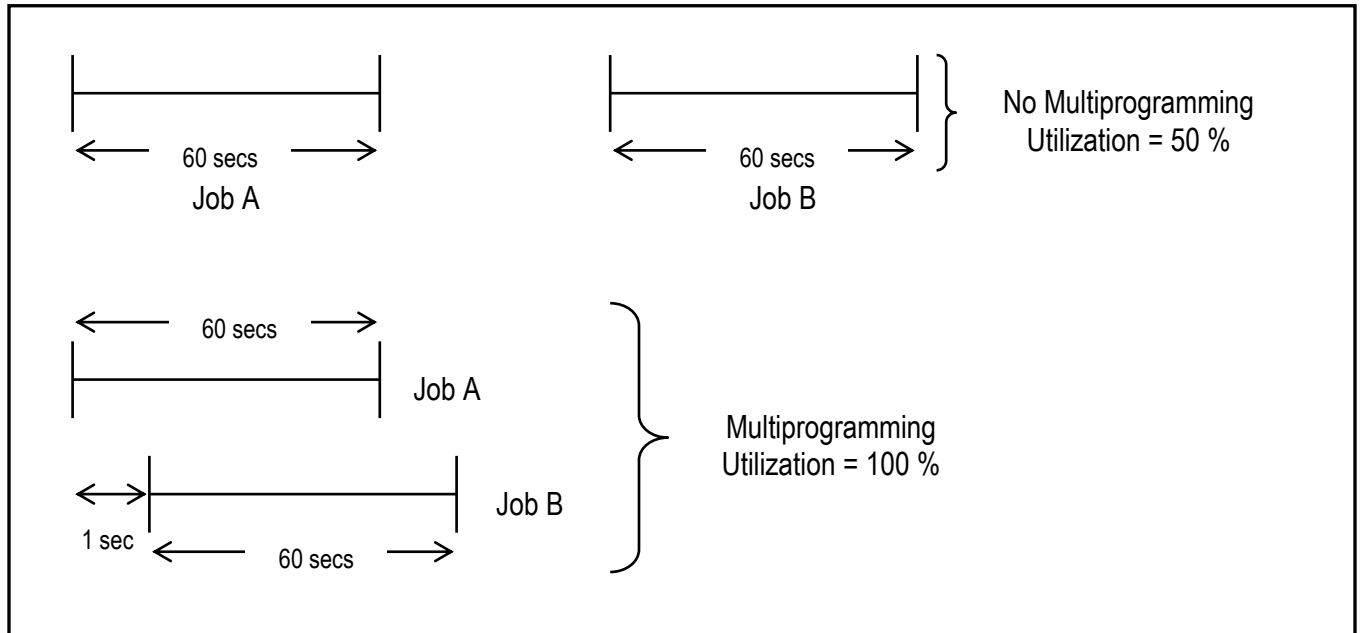 60 secs
Job A
60 secs
Job B
No Multiprogramming
Utilization = 50 %
60 secs
Job A
1 sec
60 secs
Job B
Multiprogramming
Utilization = 100 %